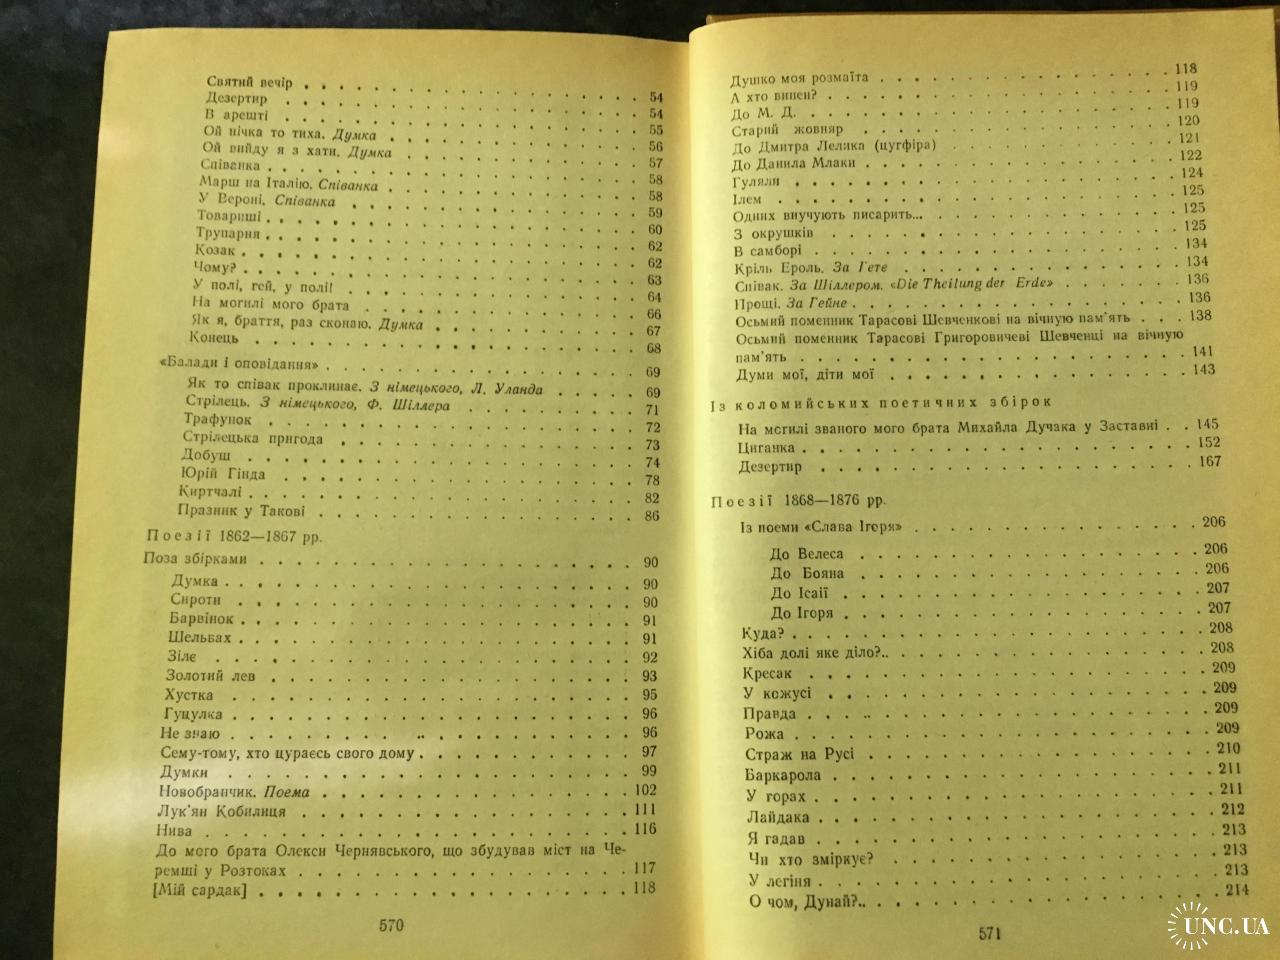 Святий вечір . . . . . . . . . . 54
Дезертир . . . . . . . . . . 54
В арешті . . . . . . . . . . 55
Ой нічка то тиха. Думка . . . . . . . . . . 56
Ой вийду я з хати. Думка . . . . . . . . . . 57
Співанка . . . . . . . . . . 58
Марш на Італію. Співанка . . . . . . . . . . 58
У Вероні. Співанка . . . . . . . . . . 59
Товариші . . . . . . . . . . 60
Трупарня . . . . . . . . . . 62
Козак . . . . . . . . . . 62
Чому? . . . . . . . . . . 63
У полі, гей, у полі! . . . . . . . . . . 64
На могилі мого брата . . . . . . . . . . 66
Як я, браття, раз сконаю. Думка . . . . . . . . . . 67
Конець . . . . . . . . . . 68
«Балади і оповідання» . . . . . . . . . . 69
Як то співак проклинає. З німецького, Л. Уланда . . . . . 69
Стрілець. З німецького, Ф. Шіллера . . . . . . . . 71
Трафунок . . . . . . . . . . 72
Стрілецька пригода . . . . . . . . . . 73
Добуш . . . . . . . . . . 74
Юрій Гінда . . . . . . . . . . 78
Киртчалі . . . . . . . . . . 82
Празник у Такові . . . . . . . . . . 86
Поезії 1862—1867 рр.
Поза збірками . . . . . . . . . . 90
Думка . . . . . . . . . . 90
Сироти . . . . . . . . . . 90
Барвінок . . . . . . . . . . 91
Шельвах . . . . . . . . . . 91
Зілє . . . . . . . . . . 92
Золотий лев . . . . . . . . . . 93
Хустка . . . . . . . . . . 95
Гуцулка . . . . . . . . . . 96
Не знаю . . . . . . . . . . 96
Сему-тому, хто цураєсь свого дому . . . . . . . . . . 97
Думки . . . . . . . . . . 99
Новобранчик. Поема . . . . . . . . . . 102
Лук'ян Кобилиця . . . . . . . . . . 111
Нива . . . . . . . . . . 116
До мого брата Олекси Чернявського, що збудував міст на Че-
ремші у Розтоках . . . . . . . . . . 117
[Мій сардак] . . . . . . . . . . 118
570
Душко моя розмаїта . . . . . . . . . . 118
А хто винен? . . . . . . . . . . 119
До М. Д. . . . . . . . . . . 119
Старий жовняр . . . . . . . . . . 120
До Дмитра Лелика (цугфіра) . . . . . . . . . . 121
До Данила Млаки . . . . . . . . . . 122
Гуляли . . . . . . . . . . 124
Ілем . . . . . . . . . . 125
Одних внучують писарить... . . . . . . . . . . 125
З окрушків . . . . . . . . . . 125
В самборі . . . . . . . . . . 134
Кріль Ероль. За Гете . . . . . . . . . . 134
Співак. За Шіллером. «Die Theilung der Erde» . . . . . . . 136
Прощі. За Гейне . . . . . . . . . . 136
Осьмий поменник Тарасові Шевченкові на вічну пам'ять . . . 138
Осьмий поменник Тарасові Григоровичеві Шевченці на вічную
пам'ять . . . . . . . . . . 141
Думи мої, діти мої . . . . . . . . . . 143
Із коломийських поетичних збірок
На могилі званого мого брата Михайла Дучака у Заставні . . 145
Циганка . . . . . . . . . . 152
Дезертир . . . . . . . . . . 167
Поезії 1868—1876 рр.
Із поеми «Слава Ігоря» . . . . . . . . . . 206
До Велеса . . . . . . . . . . 206
До Бояна . . . . . . . . . . 206
До Ісаії . . . . . . . . . . 207
До Ігоря . . . . . . . . . . 207
Куда? . . . . . . . . . . 208
Хіба долі яке діло?.. . . . . . . . . . 208
Кресак . . . . . . . . . . 209
У кожусі . . . . . . . . . . 209
Правда . . . . . . . . . . 209
Рожа . . . . . . . . . . 209
Страж на Русі . . . . . . . . . . 210
Баркарола . . . . . . . . . . 211
У горах . . . . . . . . . . 211
Лайдака . . . . . . . . . . 212
Я гадав . . . . . . . . . . 213
Чи хто зміркує? . . . . . . . . . . 213
У легіня . . . . . . . . . . 213
О чом, Дунай?.. . . . . . . . . . 214
571
UNC.UA